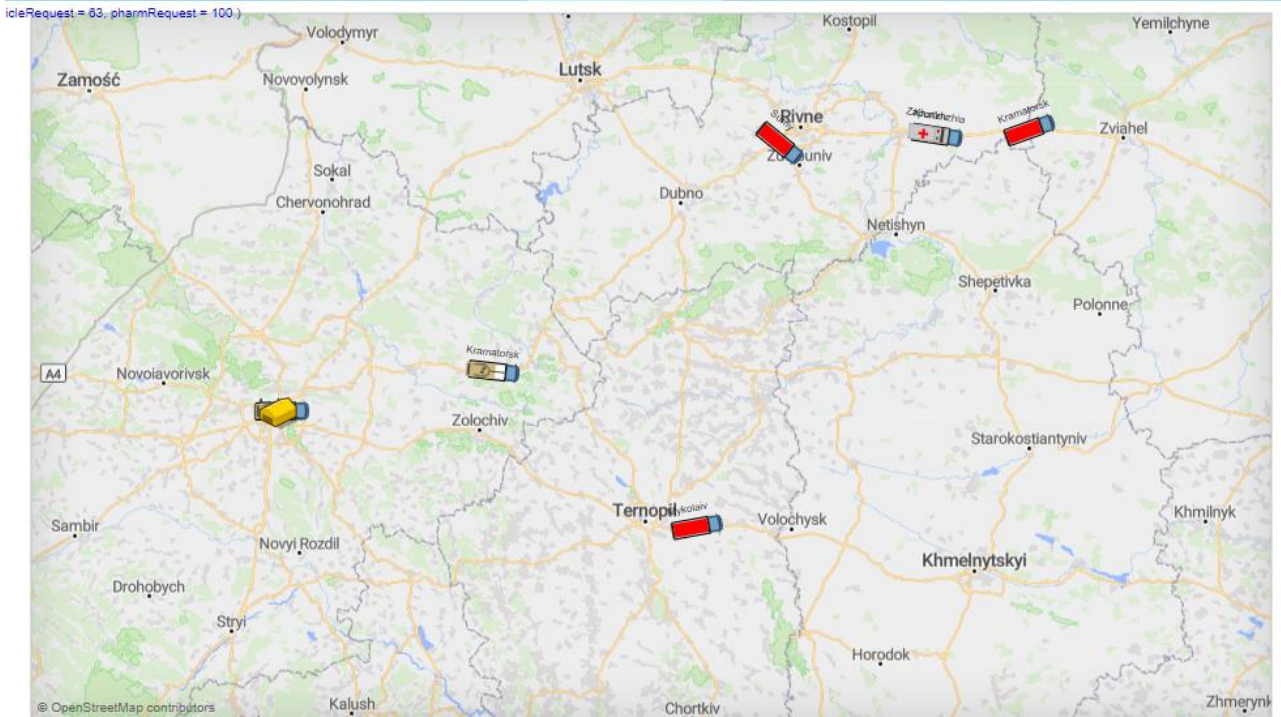 icleRequest = 63, pharmRequest = 100 )
Kostopil
Yemilchyne
Volodymyr
Lutsk
Zamość
Novovolynsk
Kramatorsk
Rivne
Zviahel
Sokal
Dubno
Chervonohrad
Netishyn
Shepetivka
Polonne
Kramatorsk
A4
Novoiavorivsk
Zolochiv
Starokostiantyniv
Ternopil
Khmilnyk
Volochysk
Sambir
Novyi Rozdil
Khmelnytskyi
Drohobych
Stryi
Horodok
Kalush
Chortkiv
Zhmerynk
© OpenStreetMap contributors